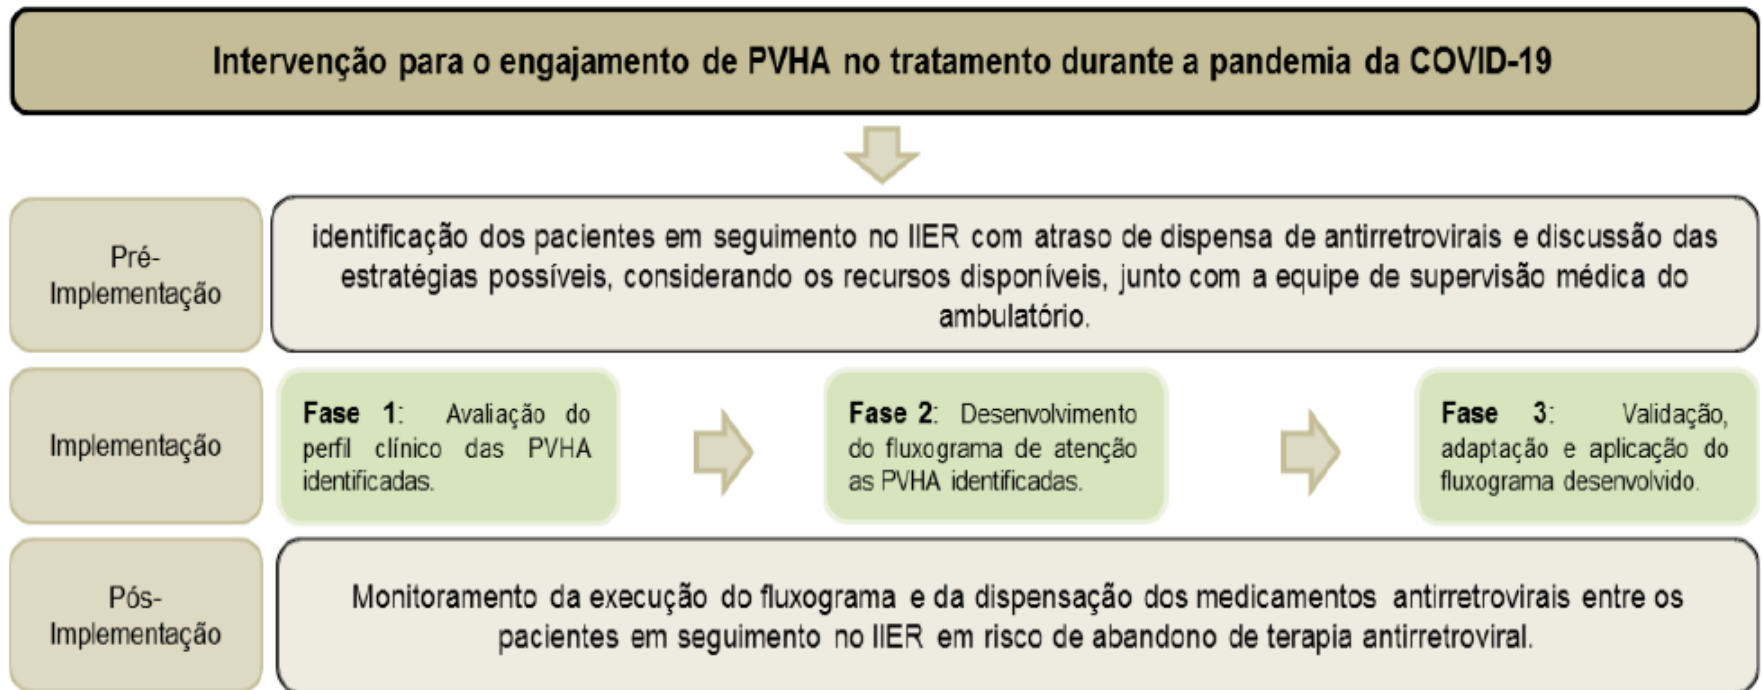 Intervenção para o engajamento de PVHA no tratamento durante a pandemia da COVID-19
Pré-
Implementação
identificação dos pacientes em seguimento no IIER com atraso de dispensa de antirretrovirais e discussão das
estratégias possíveis, considerando os recursos disponíveis, junto com a equipe de supervisão médica do
ambulatório.
Implementação
Fase 1: Avaliação do
perfil clínico das PVHA
identificadas.
Fase 2: Desenvolvimento
do fluxograma de atenção
as PVHA identificadas.
Fase 3: Validação,
adaptação e aplicação do
fluxograma desenvolvido.
Pós-
Implementação
Monitoramento da execução do fluxograma e da dispensação dos medicamentos antirretrovirais entre os
pacientes em seguimento no IIER em risco de abandono de terapia antirretroviral.